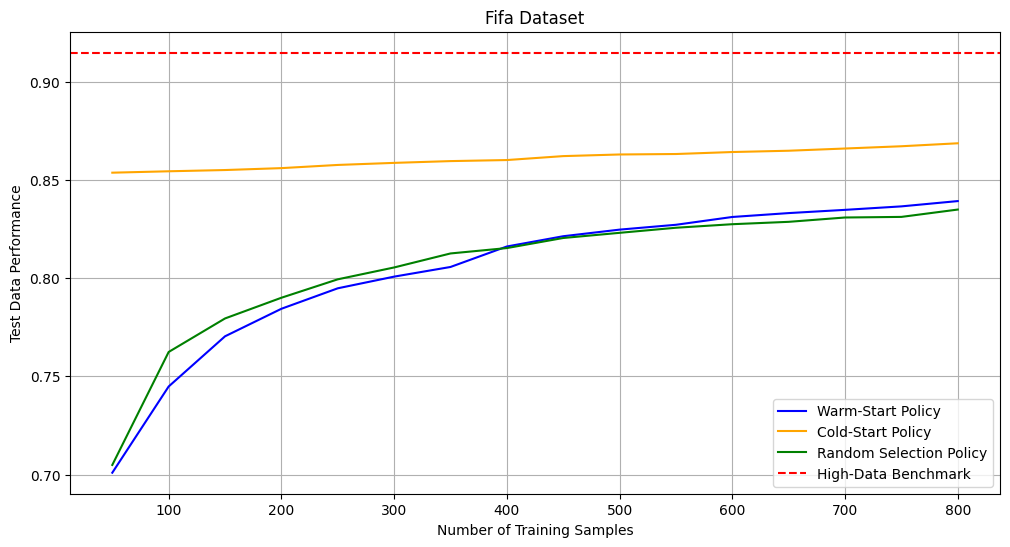 Fifa Dataset
Test Data Performance
0.90
0.85
0.80
0.75
0.70
100 200 300 400 500 600 700 800
Number of Training Samples
Warm-Start Policy
Cold-Start Policy
Random Selection Policy
High-Data Benchmark